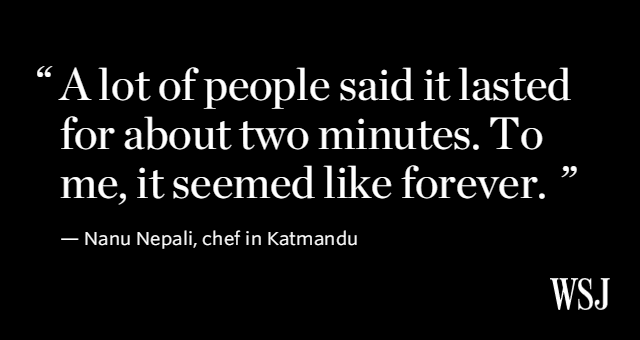 “ A lot of people said it lasted
for about two minutes. To
me, it seemed like forever. ”
— Nanu Nepali, chef in Katmandu
WSJ